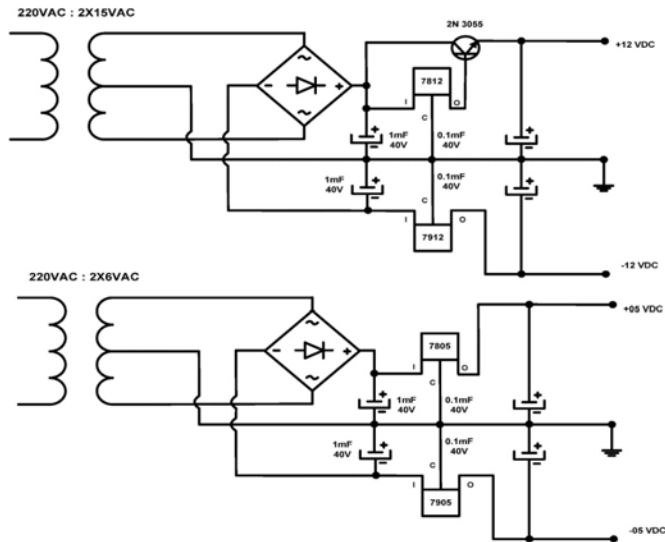 220VAC : 2X15VAC
2N 3055
+12 VDC
7812
I
O
C
1mF
40V
0.1mF
40V
1mF
40V
0.1mF
40V
C
I
O
7912
-12 VDC
220VAC : 2X6VAC
+05 VDC
7805
I
O
C
1mF
40V
0.1mF
40V
1mF
40V
0.1mF
40V
C
I
O
7905
-05 VDC